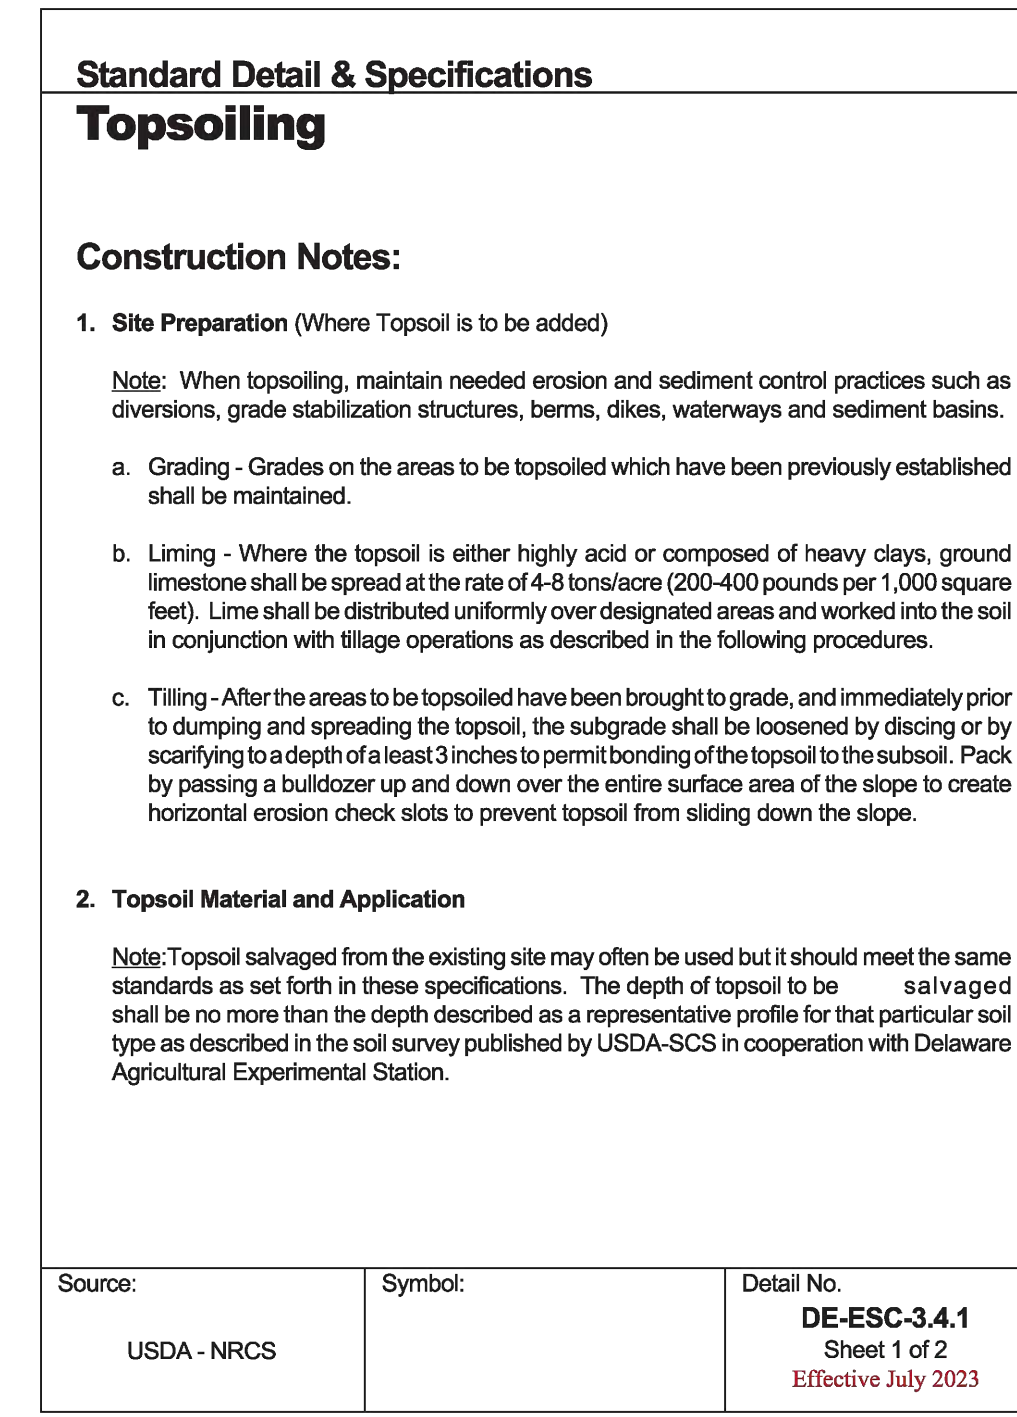 Standard Detail & Specifications
Topsoiling
Construction Notes:
1. Site Preparation (Where Topsoil is to be added)
Note: When topsoiling, maintain needed erosion and sediment control practices such as
diversions, grade stabilization structures, berms, dikes, waterways and sediment basins.
a. Grading - Grades on the areas to be topsoiled which have been previously established
shall be maintained.
b. Liming - Where the topsoil is either highly acid or composed of heavy clays, ground
limestone shall be spread at the rate of 4-8 tons/acre (200-400 pounds per 1,000 square
feet). Lime shall be distributed uniformly over designated areas and worked into the soil
in conjunction with tillage operations as described in the following procedures.
c. Tilling - After the areas to be topsoiled have been brought to grade, and immediately prior
to dumping and spreading the topsoil, the subgrade shall be loosened by discing or by
scarifying to a depth of a least 3 inches to permit bonding of the topsoil to the subsoil. Pack
by passing a bulldozer up and down over the entire surface area of the slope to create
horizontal erosion check slots to prevent topsoil from sliding down the slope.
2. Topsoil Material and Application
Note:Topsoil salvaged from the existing site may often be used but it should meet the same
standards as set forth in these specifications. The depth of topsoil to be salvaged
shall be no more than the depth described as a representative profile for that particular soil
type as described in the soil survey published by USDA-SCS in cooperation with Delaware
Agricultural Experimental Station.
Source:
USDA - NRCS
Symbol:
Detail No.
DE-ESC-3.4.1
Sheet 1 of 2
Effective July 2023